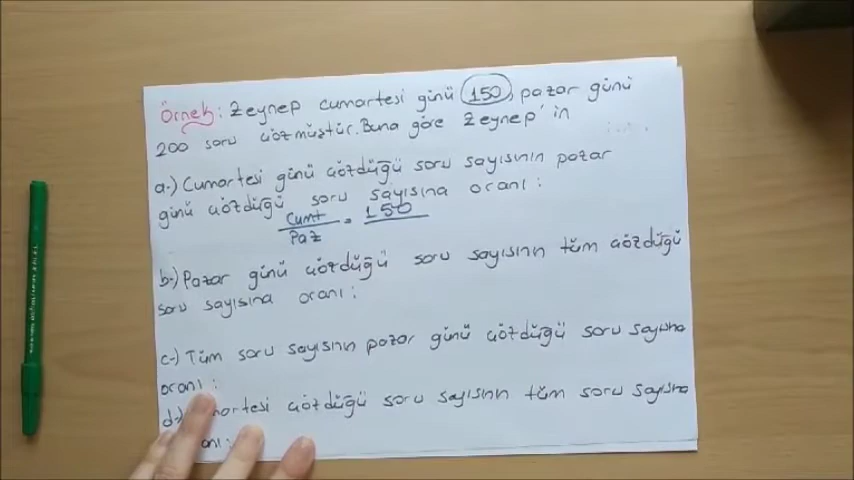 Örnek: Zeynep cumartesi günü 150, pazar günü
200 soru çözmüştür. Buna göre Zeynep'in
a-) Cumartesi günü çözdüğü soru sayısının pazar
günü çözdüğü soru sayısına oranı:
Cumt = 150
Paz
b-) Pazar günü çözdüğü soru sayısının tüm çözdüğü
soru sayısına oranı:
c-) Tüm soru sayısının pazar günü çözdüğü soru sayısına
oranı:
d-) çözdüğü soru sayısının tüm soru sayısına